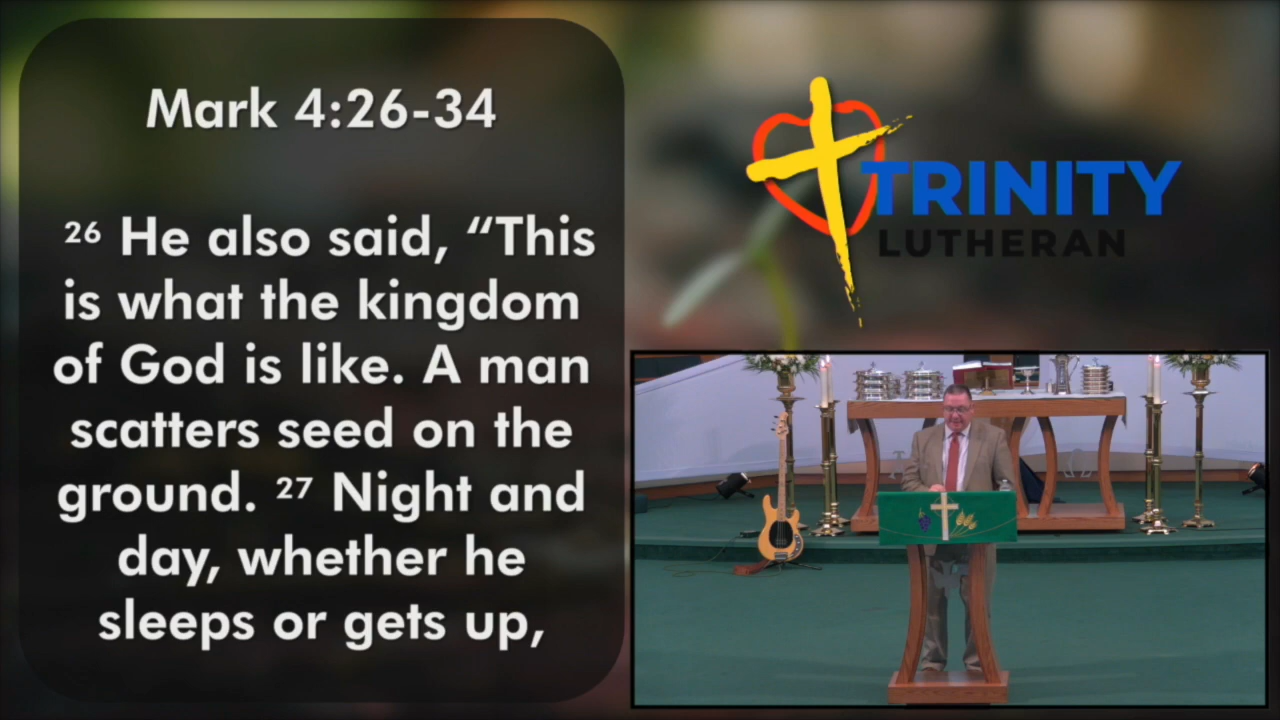 Mark 4:26-34
²⁶ He also said, “This
is what the kingdom
of God is like. A man
scatters seed on the
ground. ²⁷ Night and
day, whether he
sleeps or gets up,
TRINITY
LUTHERAN